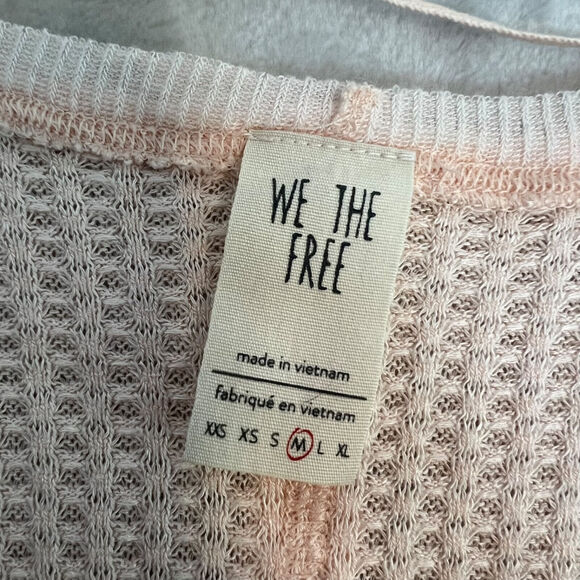 WE THE
FREE
made in vietnam
fabriqué en vietnam
XXS XS S M L XL